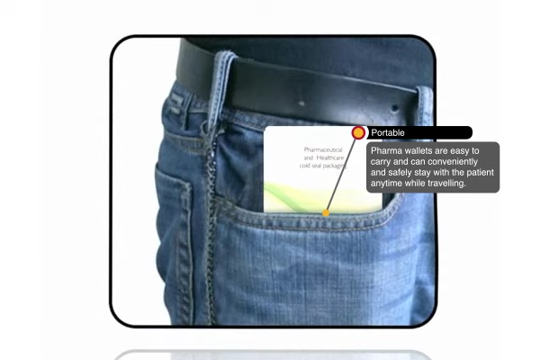 Pharmaceutical
and Healthcare
cold seal packaging
Portable
Pharma wallets are easy to
carry and can conveniently
and safely stay with the patient
anytime while travelling.